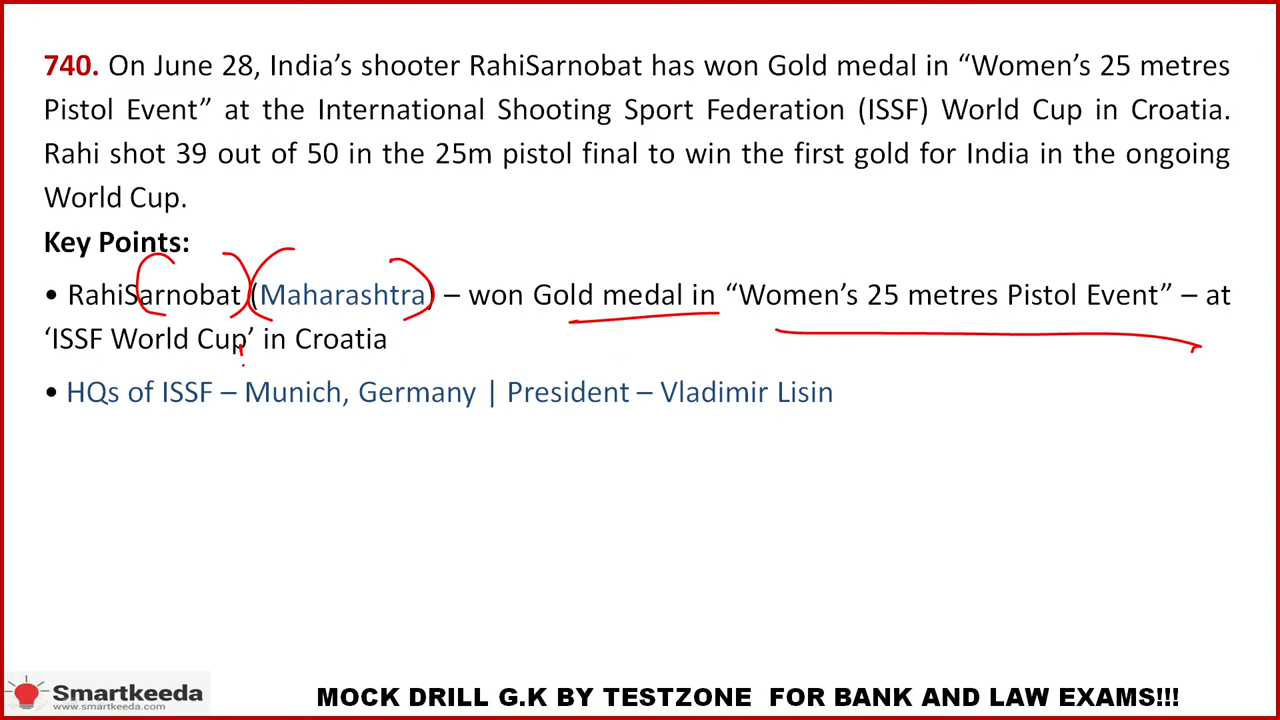 740. On June 28, India’s shooter RahiSarnobat has won Gold medal in “Women’s 25 metres
Pistol Event” at the International Shooting Sport Federation (ISSF) World Cup in Croatia.
Rahi shot 39 out of 50 in the 25m pistol final to win the first gold for India in the ongoing
World Cup.
Key Points:
• RahiSarnobat (Maharashtra) – won Gold medal in “Women’s 25 metres Pistol Event” – at
‘ISSF World Cup’ in Croatia
• HQs of ISSF – Munich, Germany | President – Vladimir Lisin
Smartkeeda
www.smartkeeda.com
MOCK DRILL G.K BY TESTZONE FOR BANK AND LAW EXAMS!!!